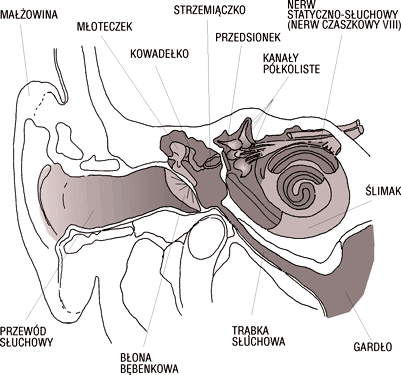 MAŁŻOWINA
MŁOTECZEK
KOWADEŁKO
STRZEMIĄCZKO
PRZEDSIONEK
NERW
STATYCZNO-SŁUCHOWY
(NERW CZASZKOWY VIII)
KANAŁY
PÓŁKOLISTE
ŚLIMAK
PRZEWÓD
SŁUCHOWY
BŁONA
BĘBENKOWA
TRĄBKA
SŁUCHOWA
GARDŁO